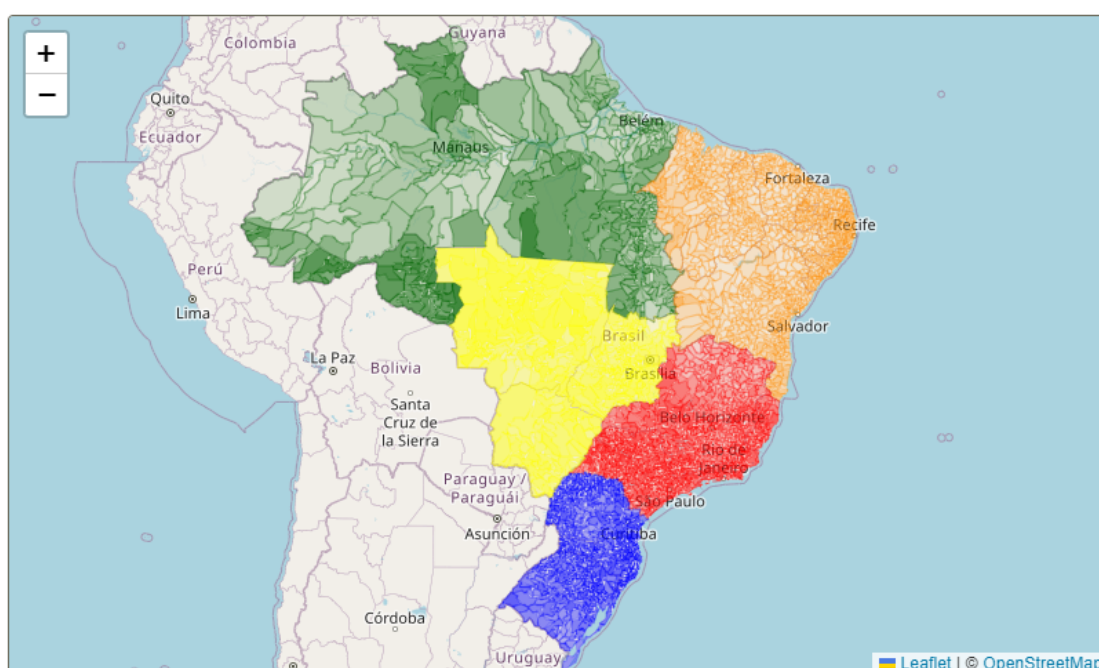 +
−
Colombia
Guyana
Quito
Ecuador
Belém
Manaus
Fortaleza
Recife
Perú
Lima
Salvador
Brasil
La Paz
Bolivia
Brasília
Santa
Cruz de
la Sierra
Belo Horizonte
Rio de
Janeiro
Paraguay /
Paraguái
São Paulo
Asunción
Curitiba
Córdoba
Uruguay
Leaflet | © OpenStreetMap